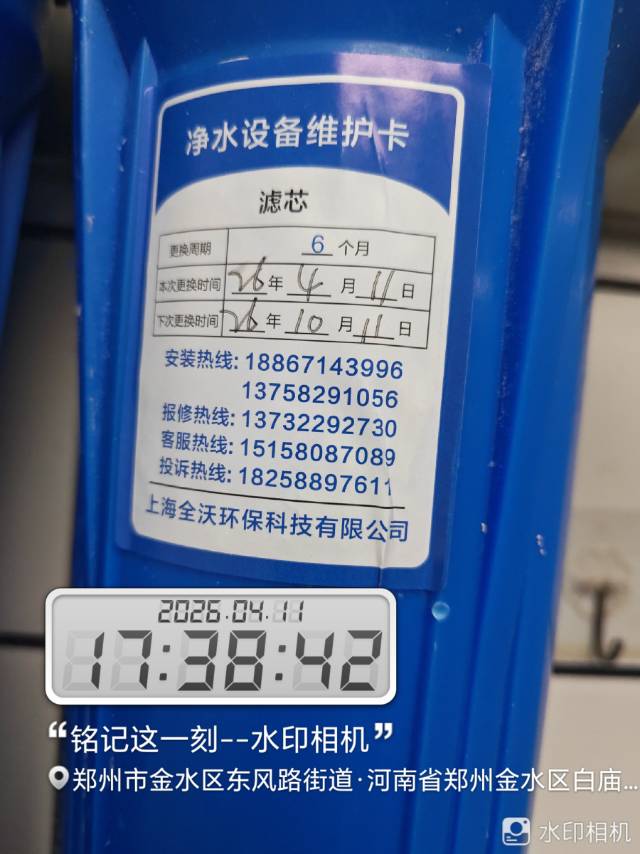 净水设备维护卡
滤芯
更换周期 6 个月
本次更换时间 26 年 4 月 11 日
下次更换时间 26 年 10 月 11 日
安装热线: 18867143996
13758291056
报修热线: 13732292730
客服热线: 15158087089
投诉热线: 18258897611
上海全沃环保科技有限公司
2026.04.11
17:38:42
“铭记这一刻--水印相机”
郑州市金水区东风路街道·河南省郑州金水区白庙...
水印相机